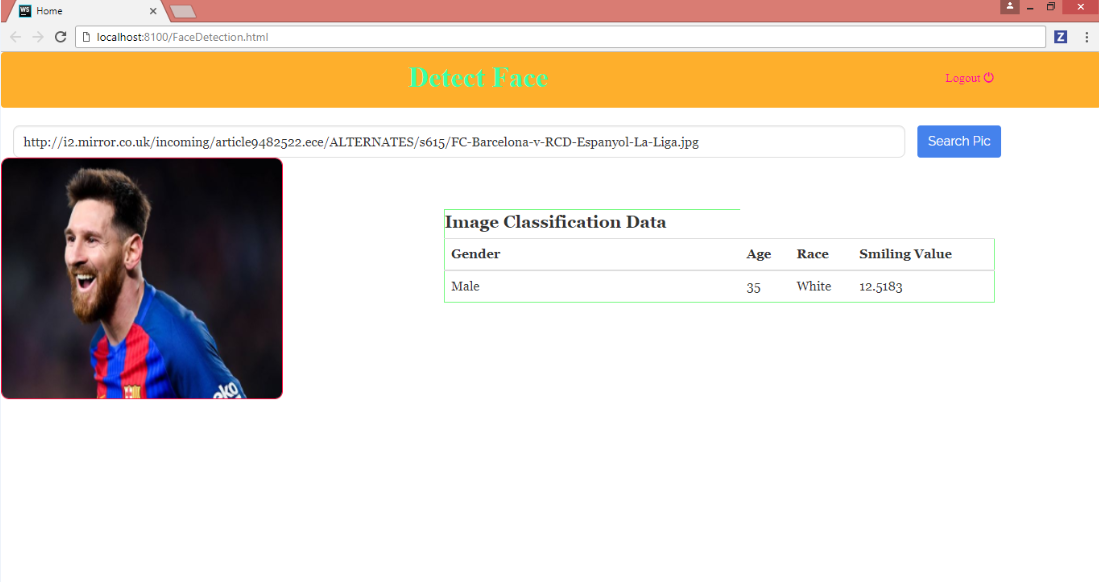 Home
localhost:8100/FaceDetection.html
Detect Face
Logout
http://i2.mirror.co.uk/incoming/article9482522.ece/ALTERNATES/s615/FC-Barcelona-v-RCD-Espanyol-La-Liga.jpg
Search Pic
Image Classification Data
Gender Age Race Smiling Value
Male 35 White 12.5183
eko